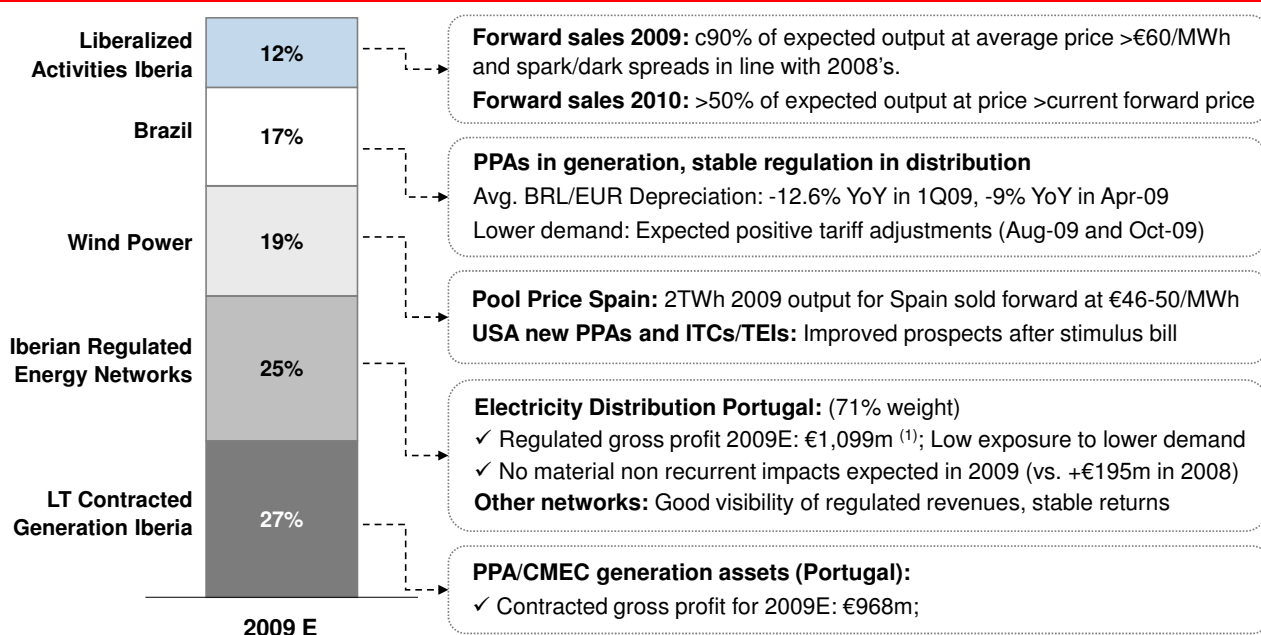 Liberalized
Activities Iberia
12%
Forward sales 2009: c90% of expected output at average price >€60/MWh
and spark/dark spreads in line with 2008's.
Forward sales 2010: >50% of expected output at price >current forward price
Brazil
17%
PPAs in generation, stable regulation in distribution
Avg. BRL/EUR Depreciation: -12.6% YoY in 1Q09, -9% YoY in Apr-09
Lower demand: Expected positive tariff adjustments (Aug-09 and Oct-09)
Wind Power
19%
Pool Price Spain: 2TWh 2009 output for Spain sold forward at €46-50/MWh
USA new PPAs and ITCs/TEIs: Improved prospects after stimulus bill
Iberian Regulated
Energy Networks
25%
Electricity Distribution Portugal: (71% weight)
✓ Regulated gross profit 2009E: €1,099m (1); Low exposure to lower demand
✓ No material non recurrent impacts expected in 2009 (vs. +€195m in 2008)
Other networks: Good visibility of regulated revenues, stable returns
LT Contracted
Generation Iberia
27%
PPA/CMEC generation assets (Portugal):
✓ Contracted gross profit for 2009E: €968m;
2009 E